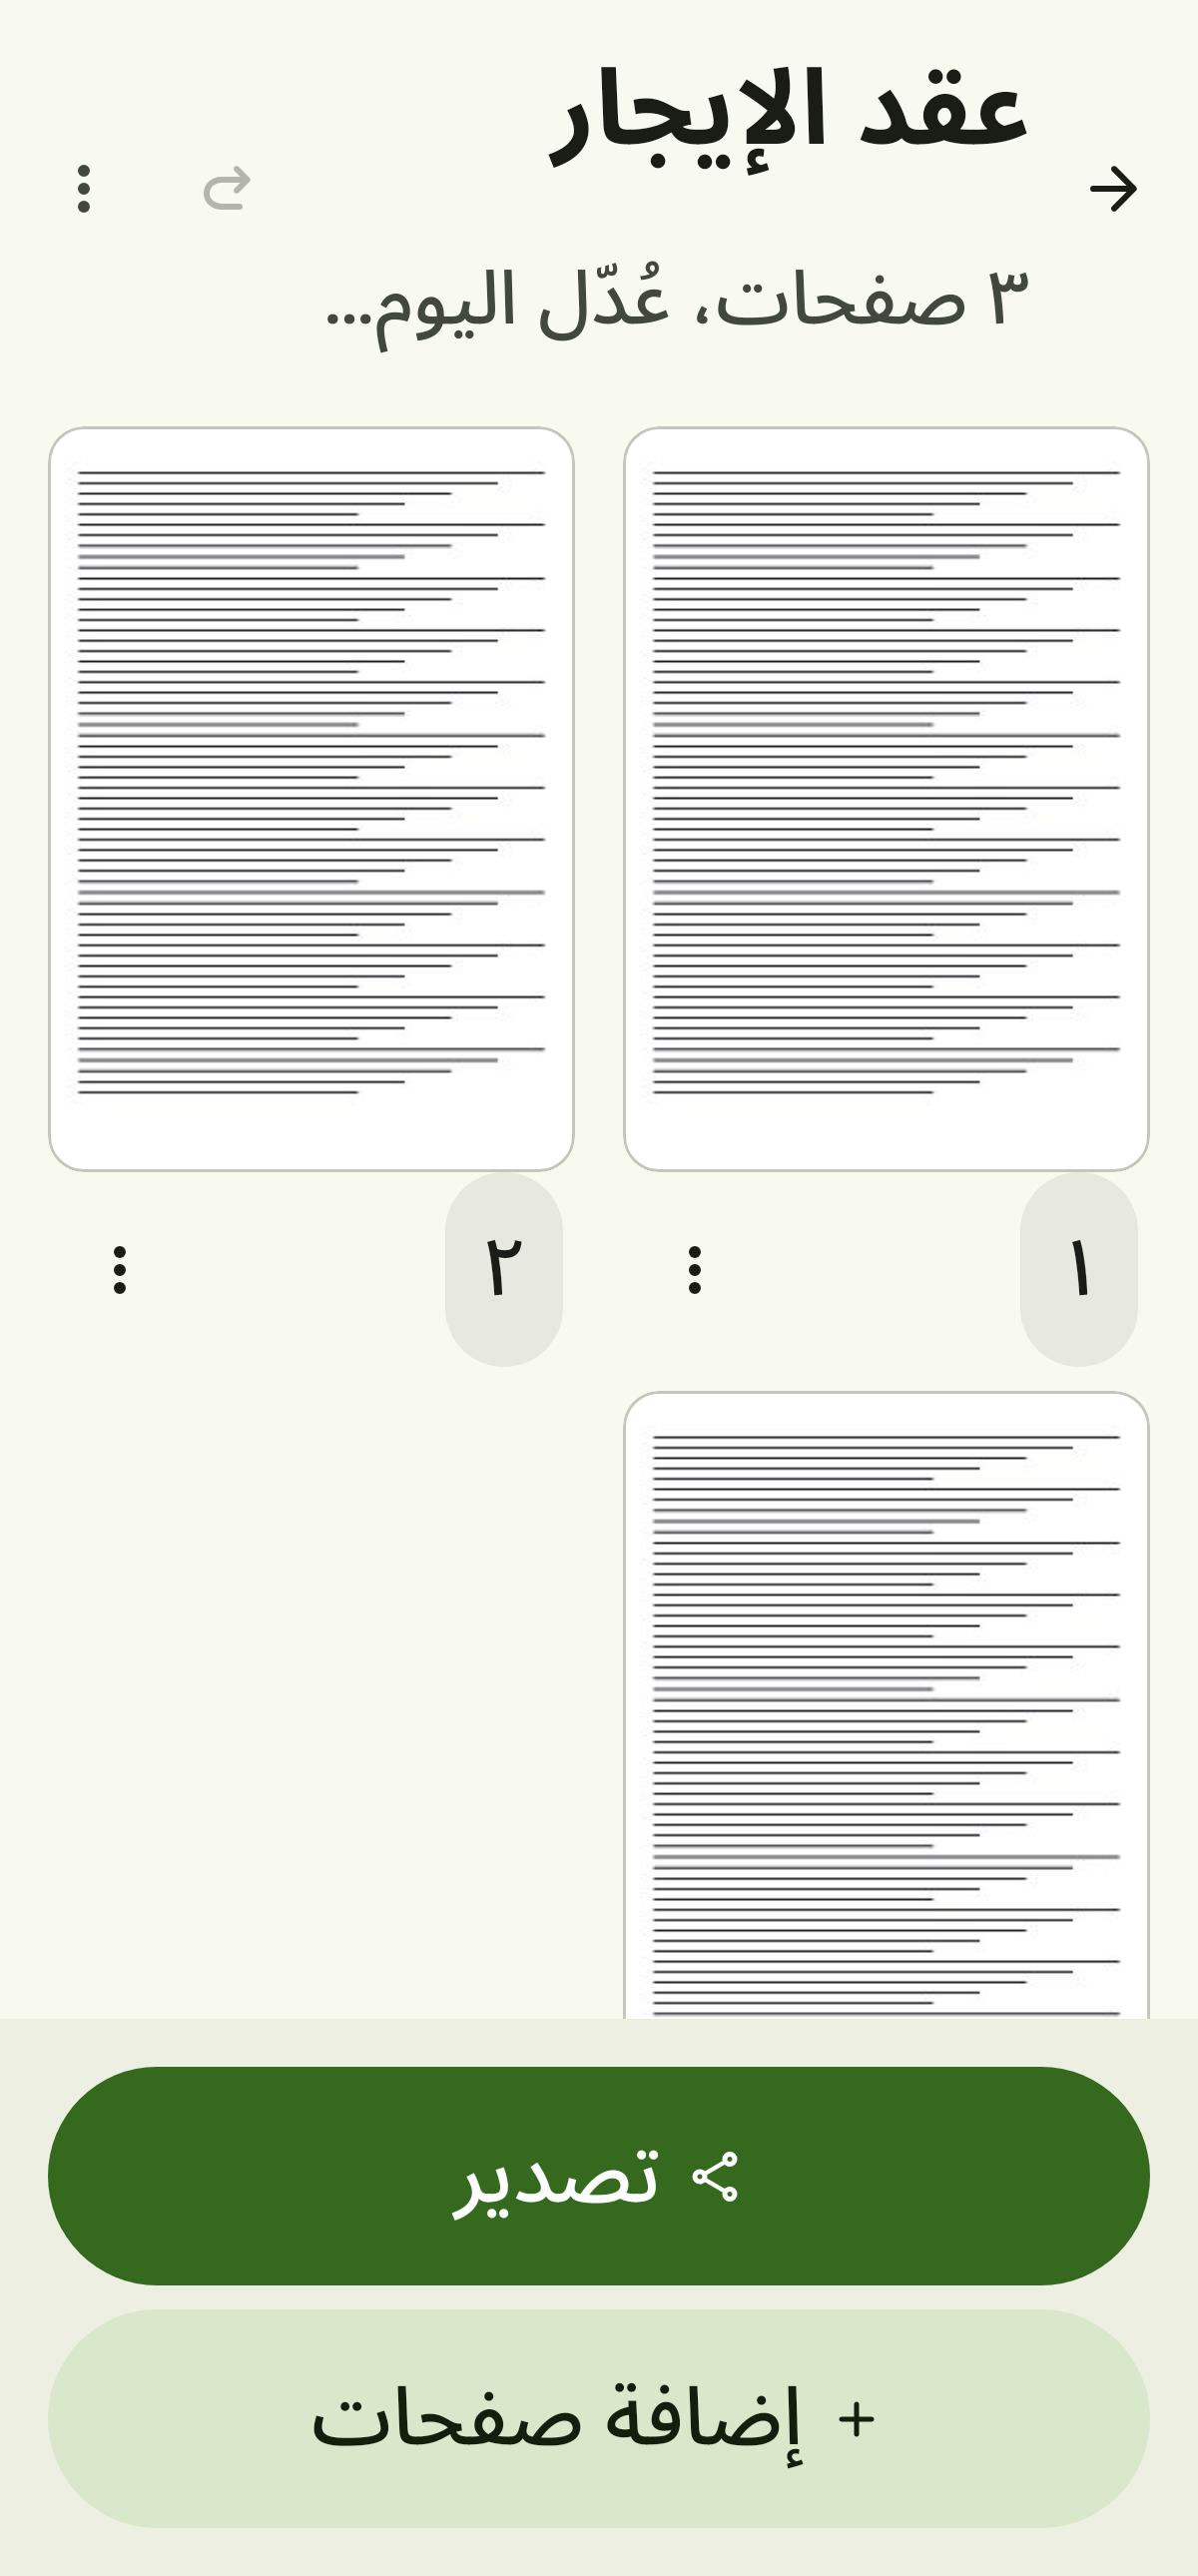 عقد الإيجار
٣ صفحات، عُدّل اليوم...
١
٢
تصدير
+ إضافة صفحات